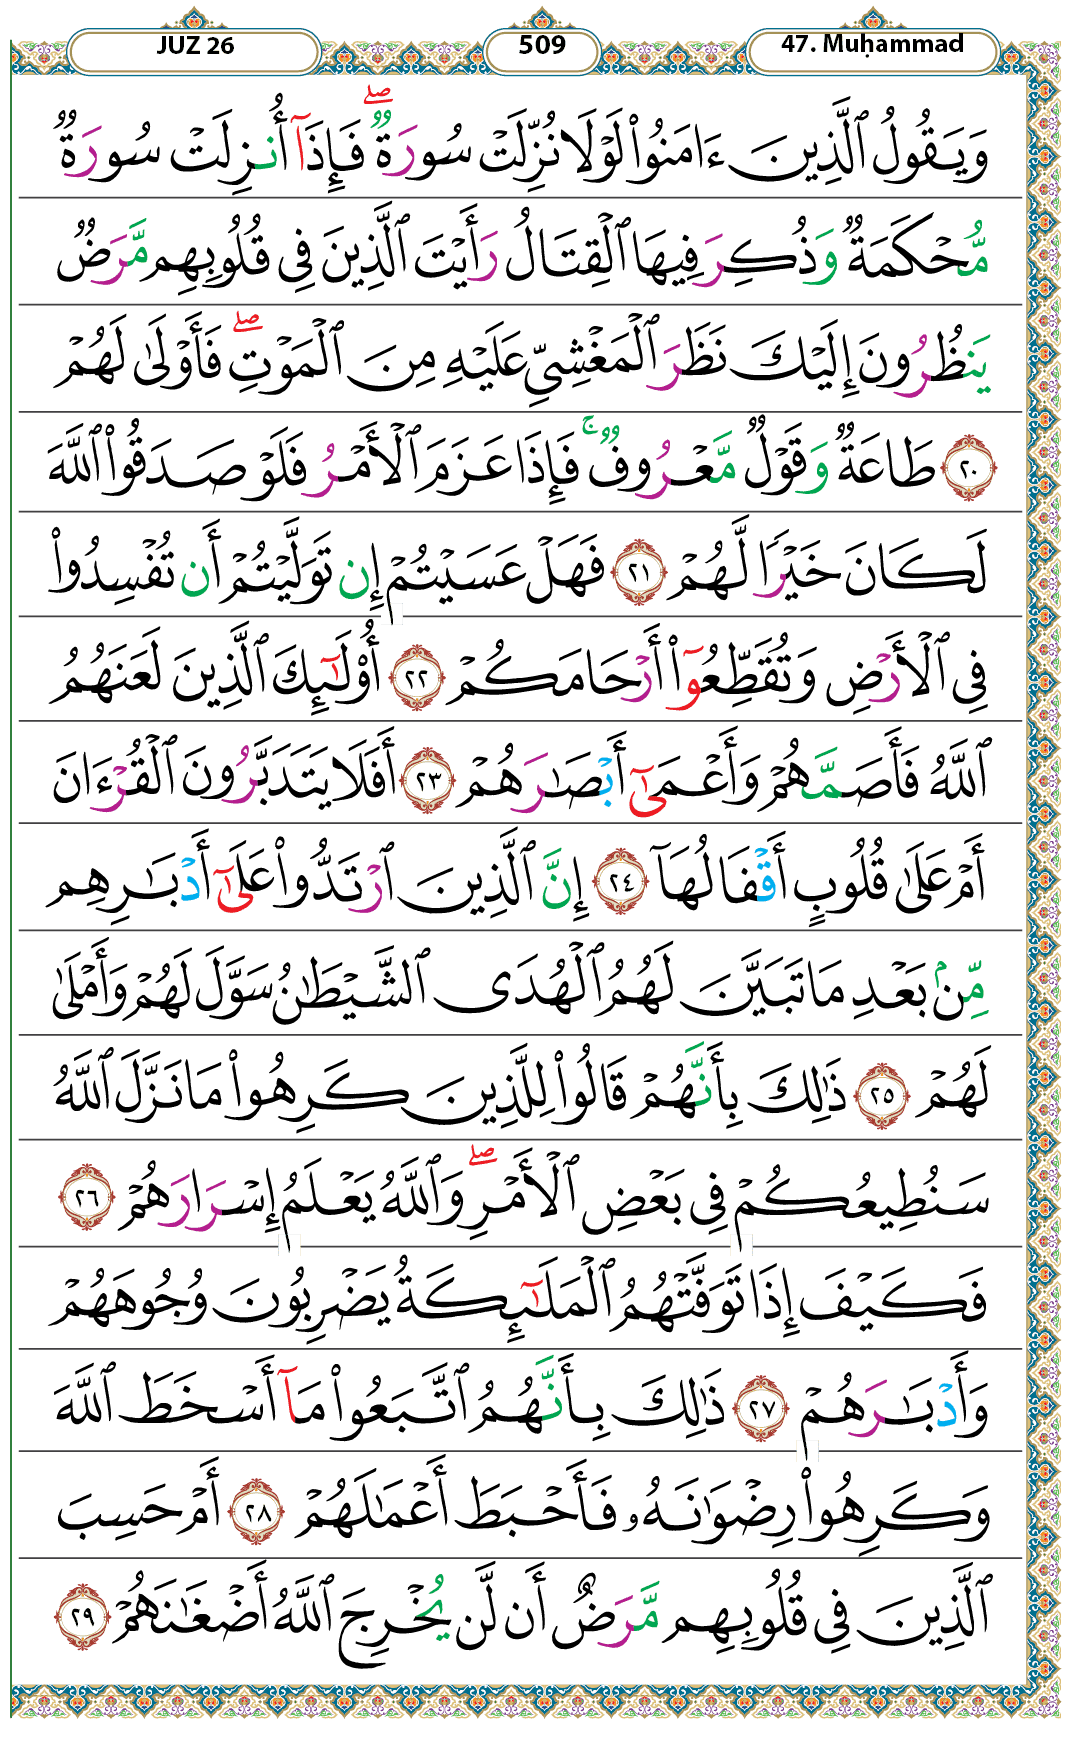 JUZ 26 509 47. Muḥammad
وَيَقُولُ ٱلَّذِينَ ءَامَنُوا۟ لَوْلَا نُزِّلَتْ سُورَةٌۭ ۖ فَإِذَآ أُنزِلَتْ سُورَةٌۭ
مُّحْكَمَةٌۭ وَذُكِرَ فِيهَا ٱلْقِتَالُ رَأَيْتَ ٱلَّذِينَ فِى قُلُوبِهِم مَّرَضٌۭ
يَنظُرُونَ إِلَيْكَ نَظَرَ ٱلْمَغْشِىِّ عَلَيْهِ مِنَ ٱلْمَوْتِ ۖ فَأَوْلَىٰ لَهُمْ
٢٠ طَاعَةٌۭ وَقَوْلٌۭ مَّعْرُوفٌۭ ۚ فَإِذَا عَزَمَ ٱلْأَمْرُ فَلَوْ صَدَقُوا۟ ٱللَّهَ
لَكَانَ خَيْرًۭا لَّهُمْ ٢١ فَهَلْ عَسَيْتُمْ إِن تَوَلَّيْتُمْ أَن تُفْسِدُوا۟
فِى ٱلْأَرْضِ وَتُقَطِّعُوٓا۟ أَرْحَامَكُمْ ٢٢ أُو۟لَـٰٓئِكَ ٱلَّذِينَ لَعَنَهُمُ
ٱللَّهُ فَأَصَمَّهُمْ وَأَعْمَىٰٓ أَبْصَـٰرَهُمْ ٢٣ أَفَلَا يَتَدَبَّرُونَ ٱلْقُرْءَانَ
أَمْ عَلَىٰ قُلُوبٍ أَقْفَالُهَآ ٢٤ إِنَّ ٱلَّذِينَ ٱرْتَدُّوا۟ عَلَىٰٓ أَدْبَـٰرِهِم
مِّنۢ بَعْدِ مَا تَبَيَّنَ لَهُمُ ٱلْهُدَى ٱلشَّيْطَـٰنُ سَوَّلَ لَهُمْ وَأَمْلَىٰ
لَهُمْ ٢٥ ذَٰلِكَ بِأَنَّهُمْ قَالُوا۟ لِلَّذِينَ كَرِهُوا۟ مَا نَزَّلَ ٱللَّهُ
سَنُطِيعُكُمْ فِى بَعْضِ ٱلْأَمْرِ ۖ وَٱللَّهُ يَعْلَمُ إِسْرَارَهُمْ ٢٦
فَكَيْفَ إِذَا تَوَفَّتْهُمُ ٱلْمَلَـٰٓئِكَةُ يَضْرِبُونَ وُجُوهَهُمْ
وَأَدْبَـٰرَهُمْ ٢٧ ذَٰلِكَ بِأَنَّهُمُ ٱتَّبَعُوا۟ مَآ أَسْخَطَ ٱللَّهَ
وَكَرِهُوا۟ رِضْوَٰنَهُۥ فَأَحْبَطَ أَعْمَـٰلَهُمْ ٢٨ أَمْ حَسِبَ
ٱلَّذِينَ فِى قُلُوبِهِم مَّرَضٌ أَن لَّن يُخْرِجَ ٱللَّهُ أَضْغَـٰنَهُمْ ٢٩